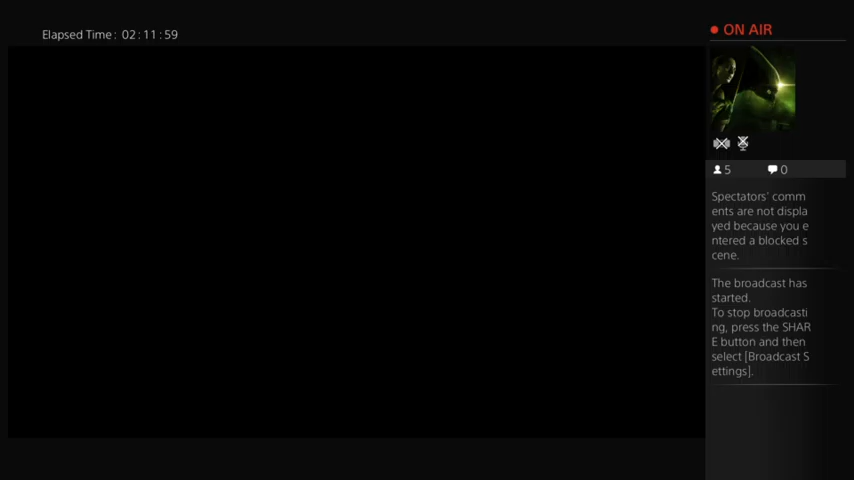 Elapsed Time: 02:11:59
ON AIR
5 0
Spectators' comm
ents are not displa
yed because you e
ntered a blocked s
cene.
The broadcast has
started.
To stop broadcasti
ng, press the SHAR
E button and then
select [Broadcast S
ettings].